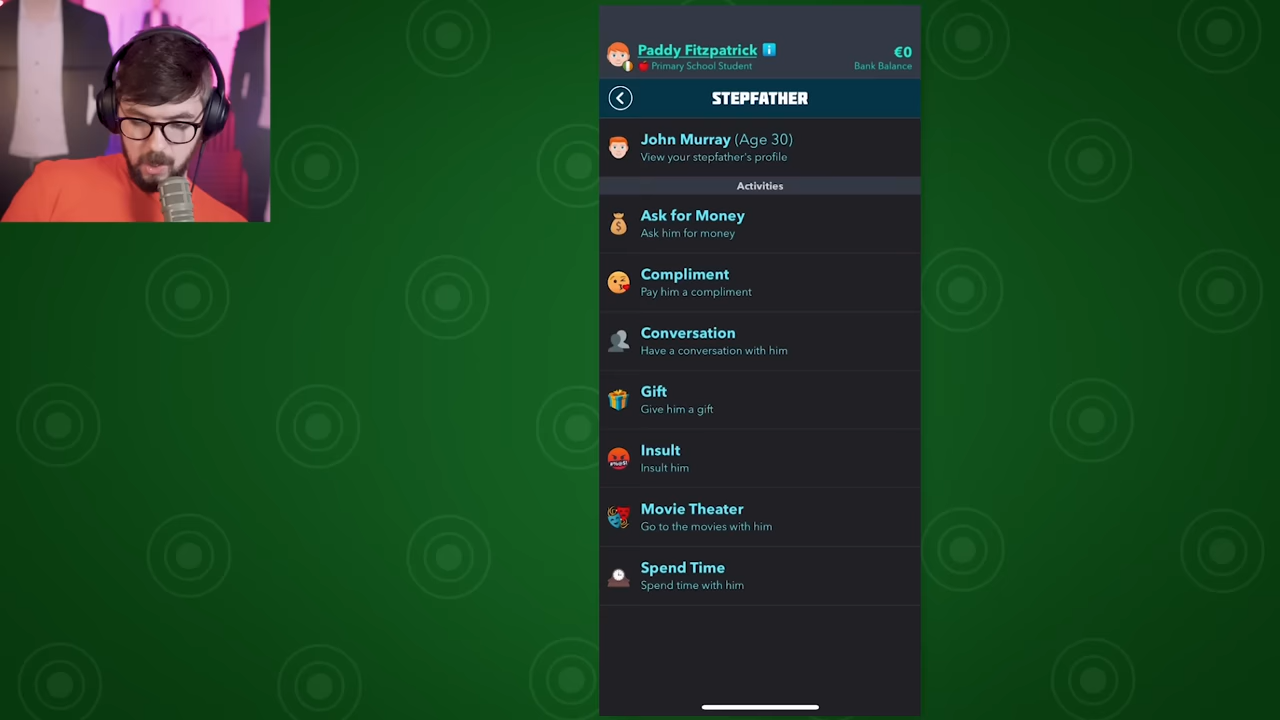 Paddy Fitzpatrick
€0
Primary School Student
Bank Balance
STEPFATHER
John Murray (Age 30)
View your stepfather's profile
Activities
Ask for Money
Ask him for money
Compliment
Pay him a compliment
Conversation
Have a conversation with him
Gift
Give him a gift
Insult
Insult him
Movie Theater
Go to the movies with him
Spend Time
Spend time with him